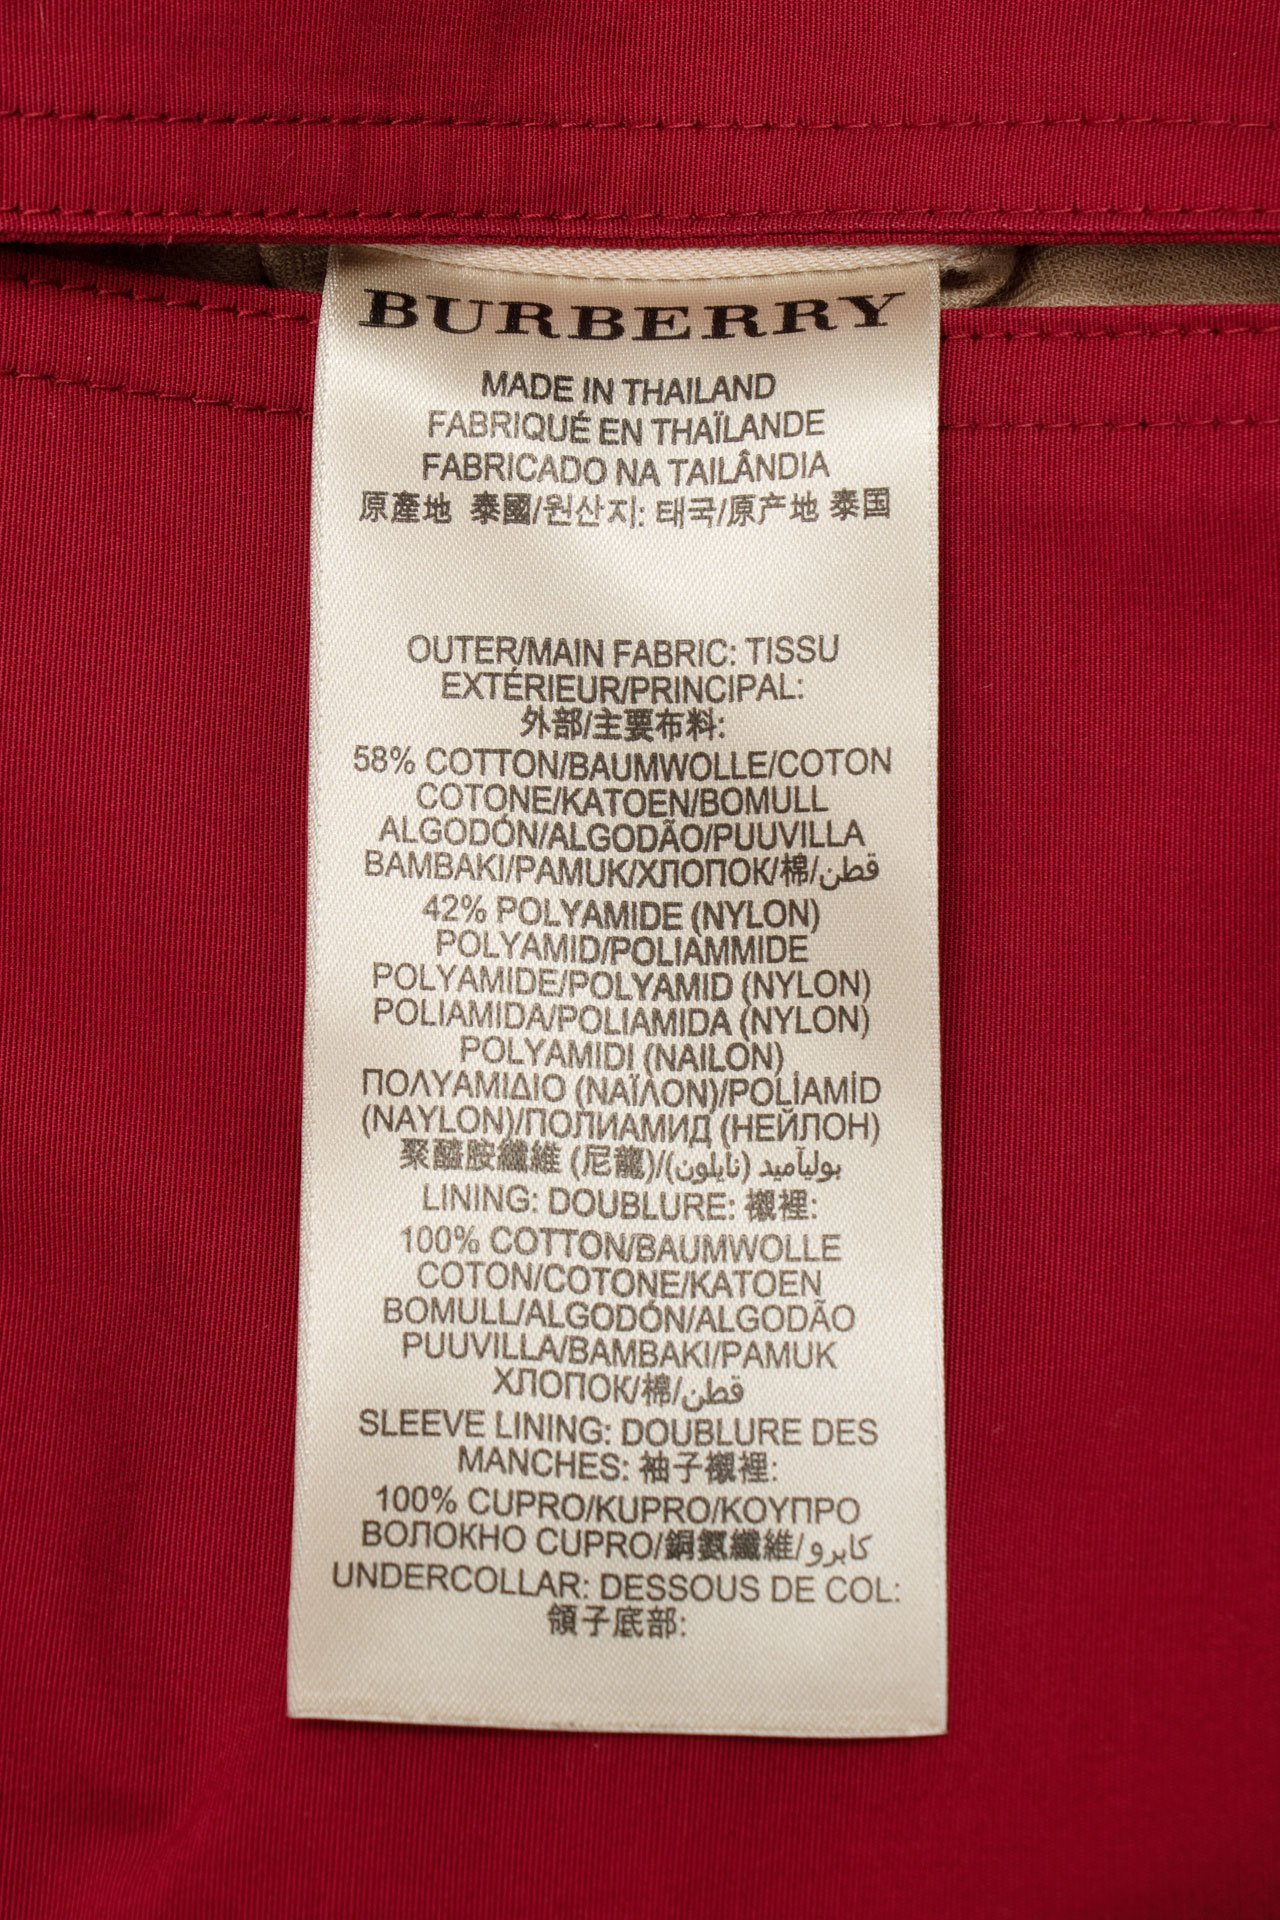 BURBERRY
MADE IN THAILAND
FABRIQUÉ EN THAÏLANDE
FABRICADO NA TAILÂNDIA
原產地 泰國/원산지: 태국/原产地 泰国
OUTER/MAIN FABRIC: TISSU
EXTÉRIEUR/PRINCIPAL:
外部/主要布料:
58% COTTON/BAUMWOLLE/COTON
COTONE/KATOEN/BOMULL
ALGODÓN/ALGODÃO/PUUVILLA
BAMBAKI/PAMUK/ХЛОПОК/棉/قطن
42% POLYAMIDE (NYLON)
POLYAMID/POLIAMMIDE
POLYAMIDE/POLYAMID (NYLON)
POLIAMIDA/POLIAMIDA (NYLON)
POLYAMIDI (NAILON)
ΠΟΛΥΑΜΙΔΙΟ (ΝΑΪΛΟΝ)/POLİAMİD
(NAYLON)/ПОЛИАМИД (НЕЙЛОН)
聚醯胺纖維 (尼龍)/بوليآميد (نايلون)
LINING: DOUBLURE: 襯裡:
100% COTTON/BAUMWOLLE
COTON/COTONE/KATOEN
BOMULL/ALGODÓN/ALGODÃO
PUUVILLA/BAMBAKI/PAMUK
ХЛОПОК/棉/قطن
SLEEVE LINING: DOUBLURE DES
MANCHES: 袖子襯裡:
100% CUPRO/KUPRO/ΚΟΥΠΡΟ
ВОЛОКНО CUPRO/銅氨纖維/كابرو
UNDERCOLLAR: DESSOUS DE COL:
領子底部: